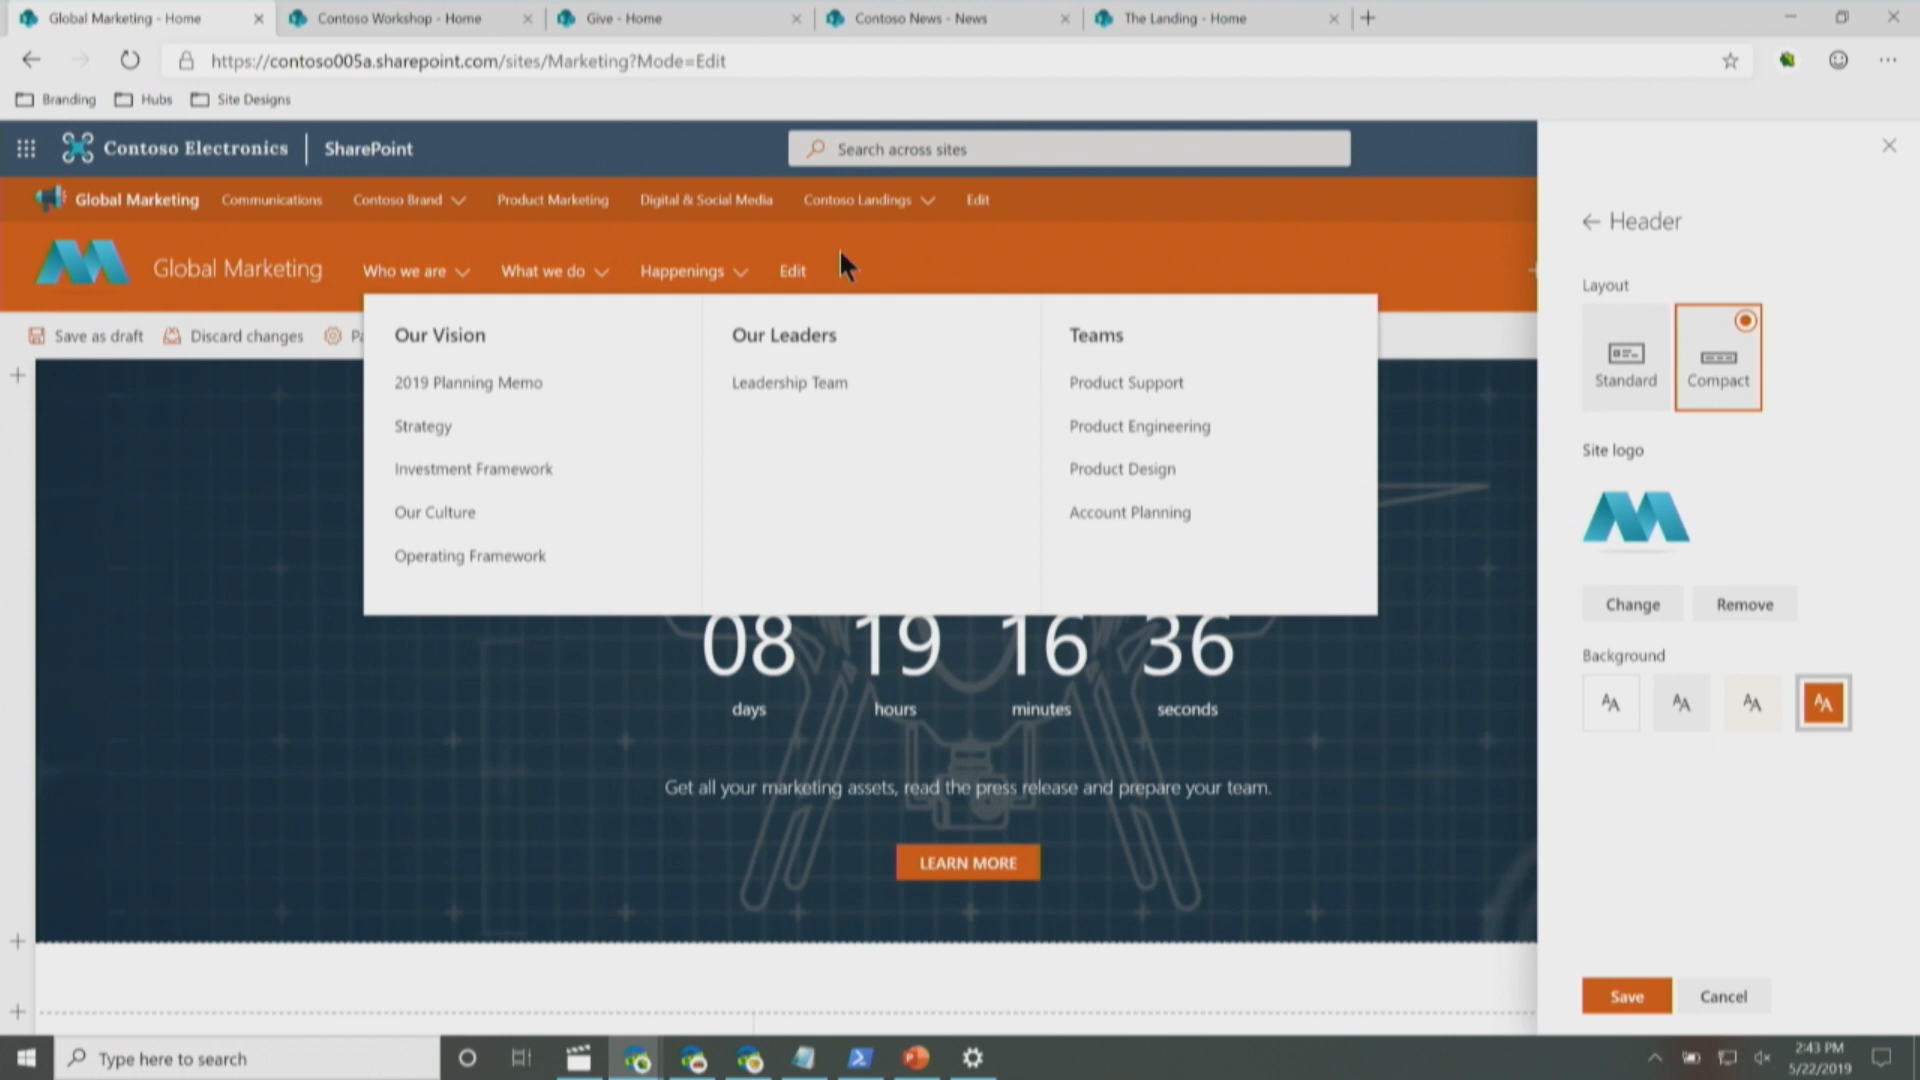 Global Marketing - Home
Contoso Workshop - Home
Give - Home
Contoso News - News
The Landing - Home
https://contoso005a.sharepoint.com/sites/Marketing?Mode=Edit
Branding
Hubs
Site Designs
Contoso Electronics
SharePoint
Search across sites
Global Marketing
Communications
Contoso Brand
Product Marketing
Digital & Social Media
Contoso Landings
Edit
Global Marketing
Who we are
What we do
Happenings
Edit
Save as draft
Discard changes
Our Vision
2019 Planning Memo
Strategy
Investment Framework
Our Culture
Operating Framework
Our Leaders
Leadership Team
Teams
Product Support
Product Engineering
Product Design
Account Planning
08 19 16 36
days hours minutes seconds
Get all your marketing assets, read the press release and prepare your team.
LEARN MORE
Header
Layout
Standard
Compact
Site logo
Change
Remove
Background
AA AA AA AA
Save
Cancel
Type here to search
2:43 PM
5/22/2019